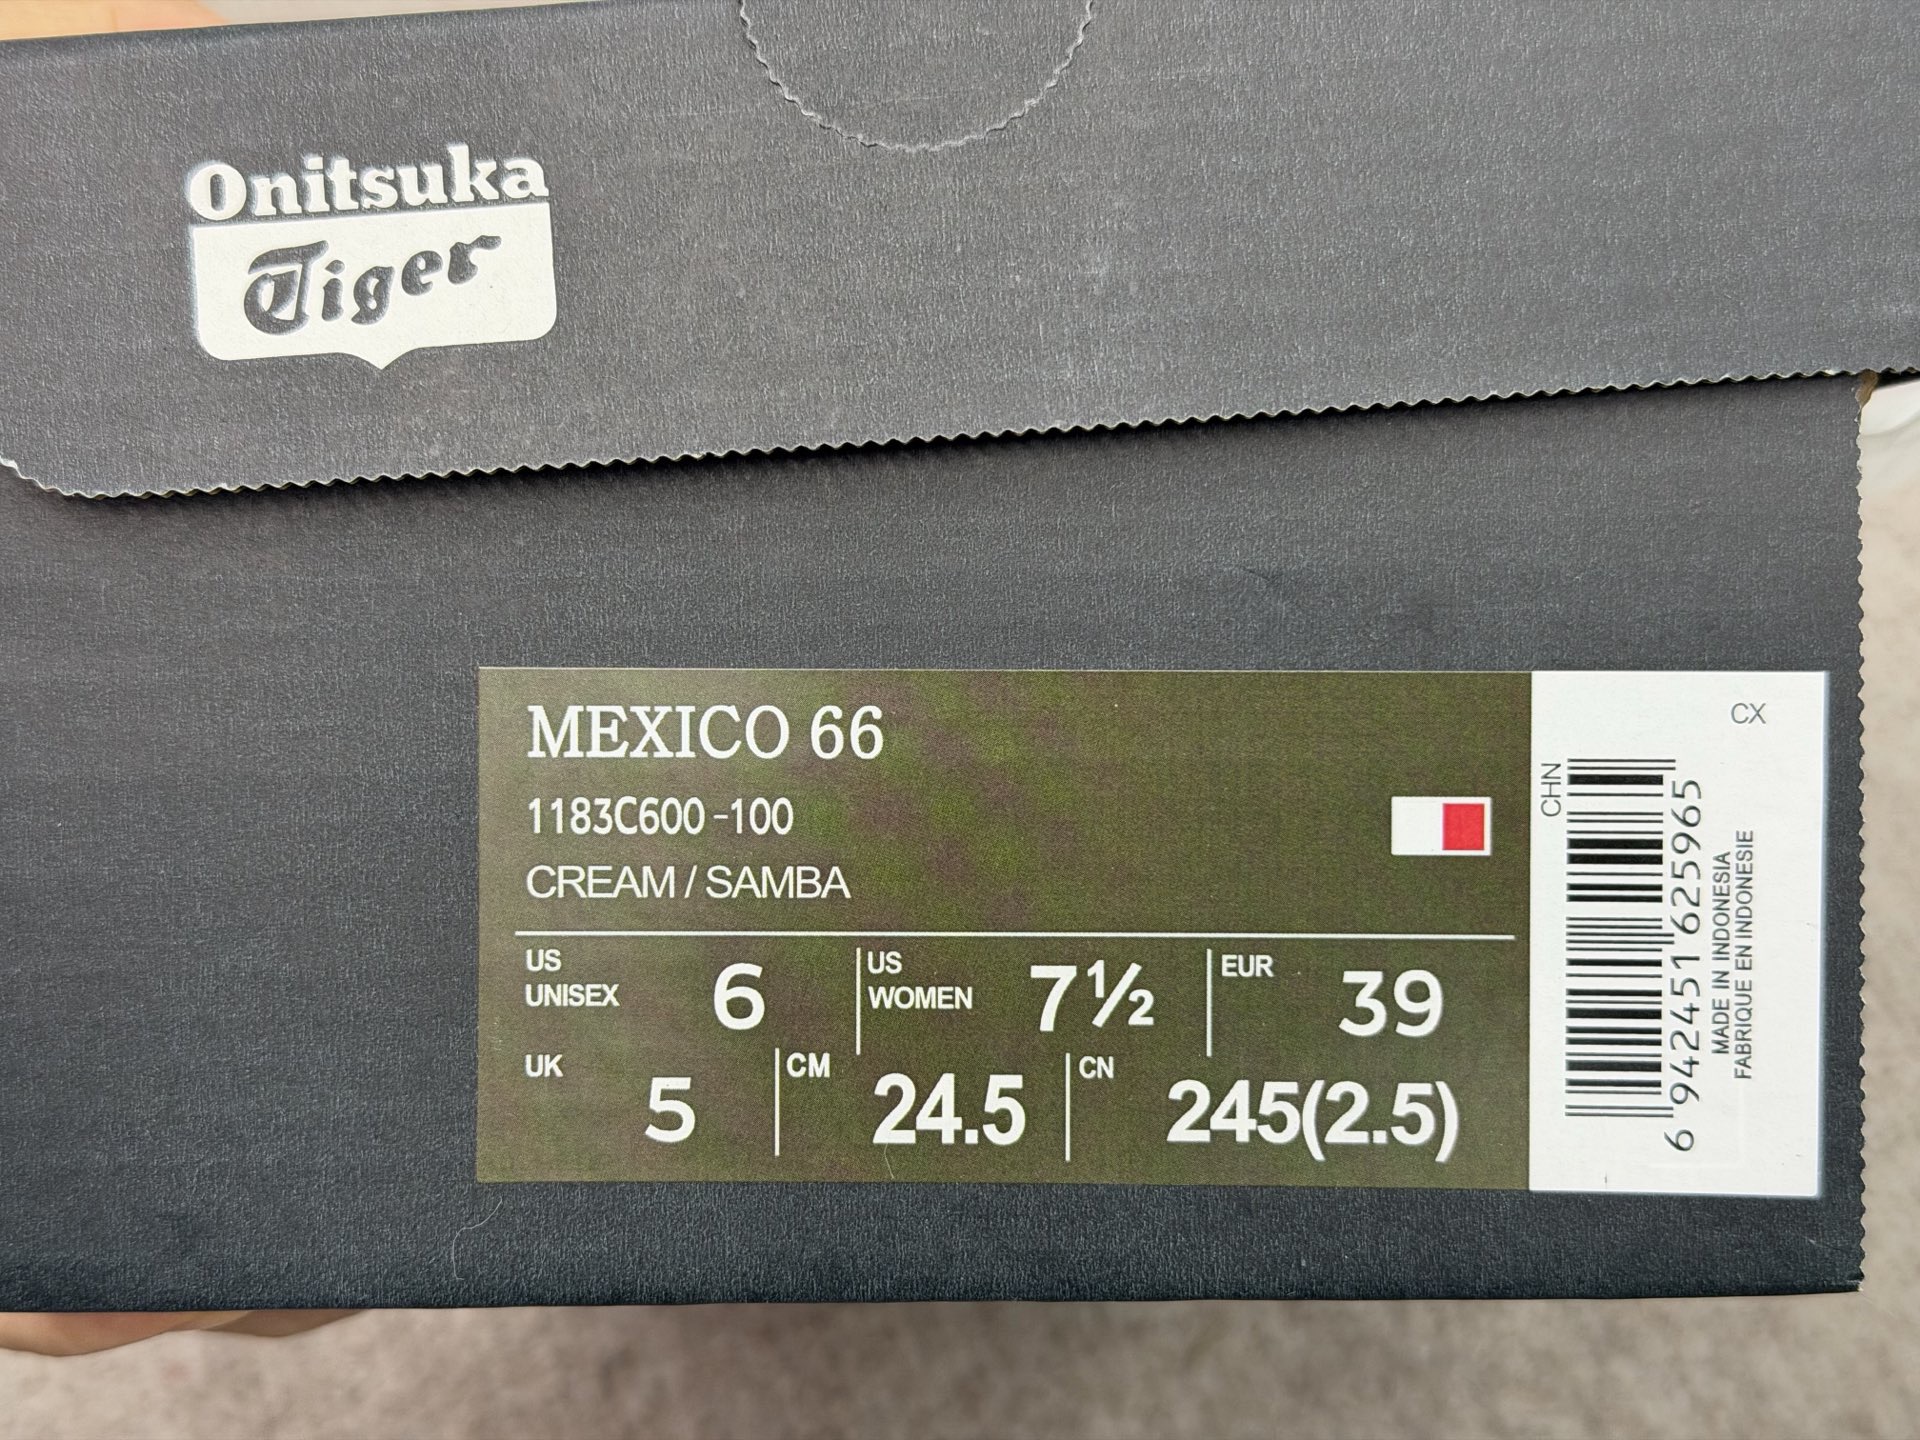 Onitsuka
Tiger
MEXICO 66
1183C600-100
CREAM / SAMBA
US UNISEX 6
US WOMEN 7½
EUR 39
UK 5
CM 24.5
CN 245(2.5)
CX
CHN
6 942451 625965
MADE IN INDONESIA
FABRIQUE EN INDONESIE